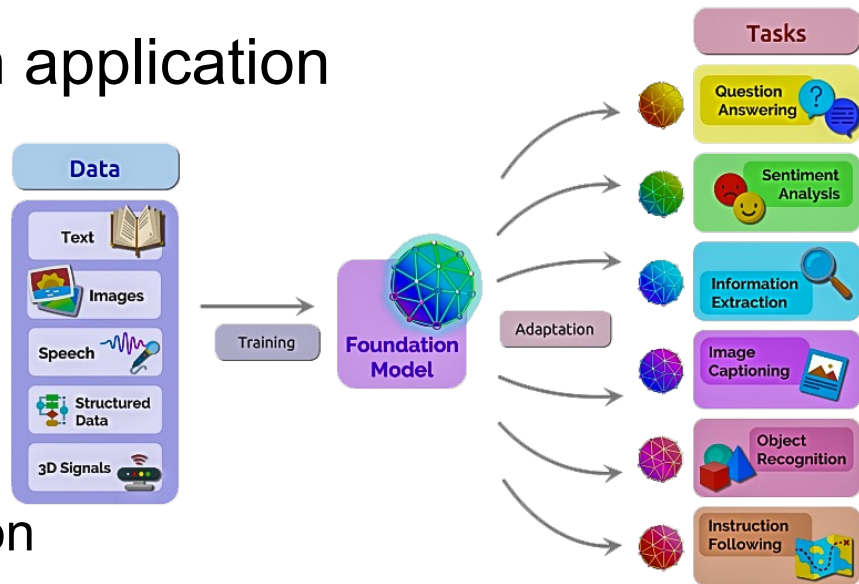 n application
Data
Text
Images
Speech
Structured
Data
3D Signals
on
Training
Foundation
Model
Adaptation
Tasks
Question
Answering
?
Sentiment
Analysis
Information
Extraction
Image
Captioning
Object
Recognition
Instruction
Following